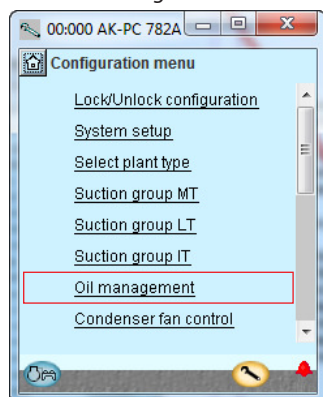 00:000 AK-PC 782A
Configuration menu
Lock/Unlock configuration
System setup
Select plant type
Suction group MT
Suction group LT
Suction group IT
Oil management
Condenser fan control